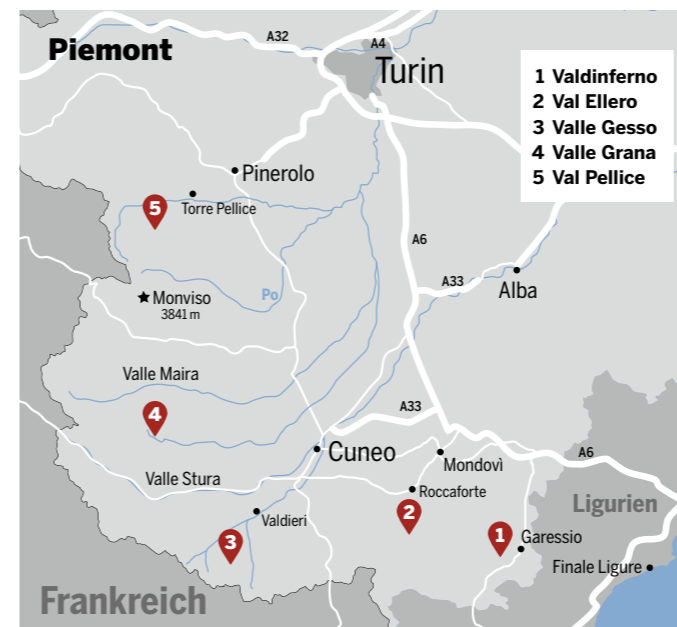 Piemont
A32
A4
Turin
1 Valdinferno
2 Val Ellero
3 Valle Gesso
4 Valle Grana
5 Val Pellice
Pinerolo
5
Torre Pellice
A6
A33
Alba
Po
Monviso
3841 m
Valle Maira
4
A33
Cuneo
Mondovì
A6
Valle Stura
Roccaforte
Ligurien
2
Valdieri
3
1
Garessio
Finale Ligure
Frankreich